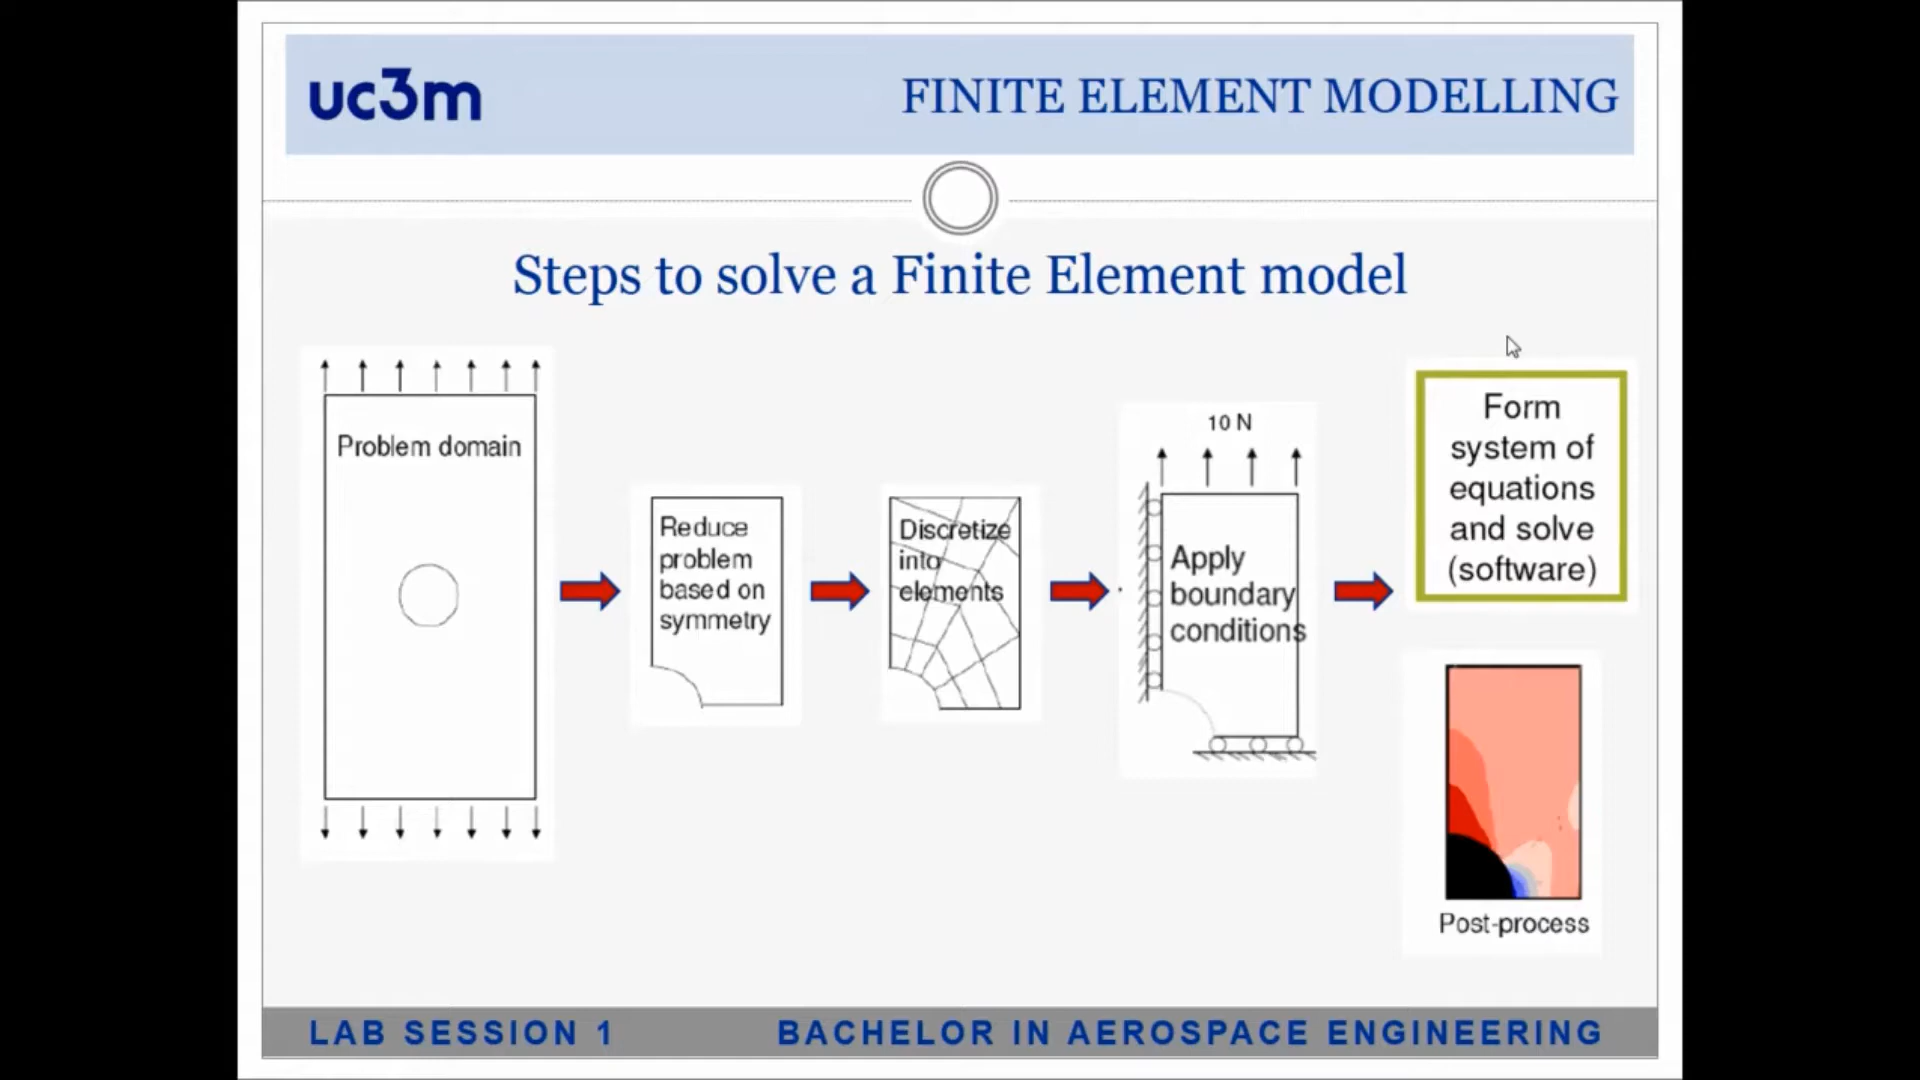 uc3m
FINITE ELEMENT MODELLING
Steps to solve a Finite Element model
Problem domain
Reduce
problem
based on
symmetry
Discretize
into
elements
10 N
Apply
boundary
conditions
Form
system of
equations
and solve
(software)
Post-process
LAB SESSION 1
BACHELOR IN AEROSPACE ENGINEERING